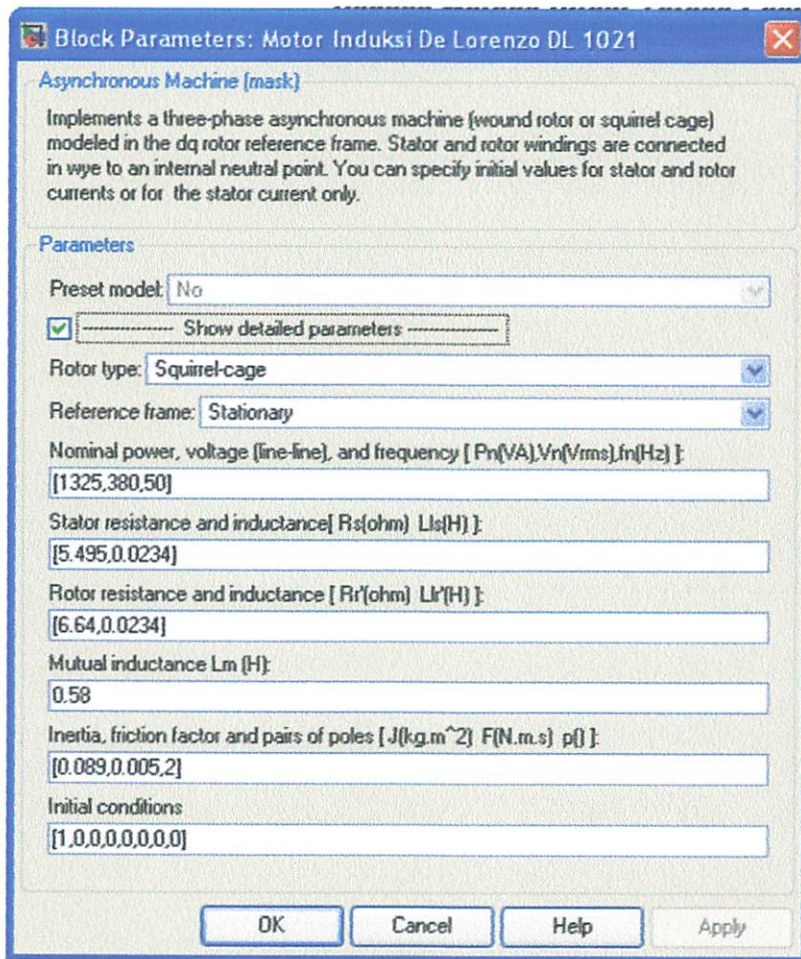 Block Parameters: Motor Induksi De Lorenzo DL 1021
Asynchronous Machine (mask)
Implements a three-phase asynchronous machine (wound rotor or squirrel cage)
modeled in the dq rotor reference frame. Stator and rotor windings are connected
in wye to an internal neutral point. You can specify initial values for stator and rotor
currents or for the stator current only.
Parameters
Preset model: No
--------------- Show detailed parameters ---------------
Rotor type: Squirrel-cage
Reference frame: Stationary
Nominal power, voltage (line-line), and frequency [ Pn(VA),Vn(Vrms),fn(Hz) ]:
[1325,380,50]
Stator resistance and inductance[ Rs(ohm) Lls(H) ]:
[5.495,0.0234]
Rotor resistance and inductance [ Rr'(ohm) Llr'(H) ]:
[6.64,0.0234]
Mutual inductance Lm (H):
0.58
Inertia, friction factor and pairs of poles [ J(kg.m^2) F(N.m.s) p() ]:
[0.089,0.005,2]
Initial conditions
[1,0,0,0,0,0,0,0]
OK Cancel Help Apply